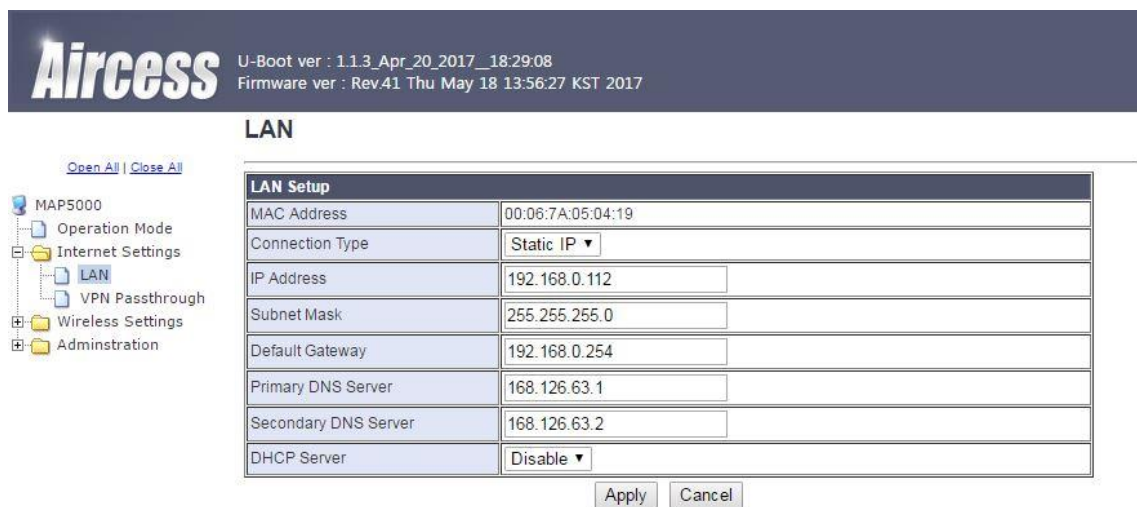 Aircess
U-Boot ver : 1.1.3_Apr_20_2017__18:29:08
Firmware ver : Rev.41 Thu May 18 13:56:27 KST 2017
Open All | Close All
MAP5000
Operation Mode
Internet Settings
LAN
VPN Passthrough
Wireless Settings
Adminstration
LAN
LAN Setup
MAC Address 00:06:7A:05:04:19
Connection Type Static IP ▼
IP Address 192.168.0.112
Subnet Mask 255.255.255.0
Default Gateway 192.168.0.254
Primary DNS Server 168.126.63.1
Secondary DNS Server 168.126.63.2
DHCP Server Disable ▼
Apply Cancel